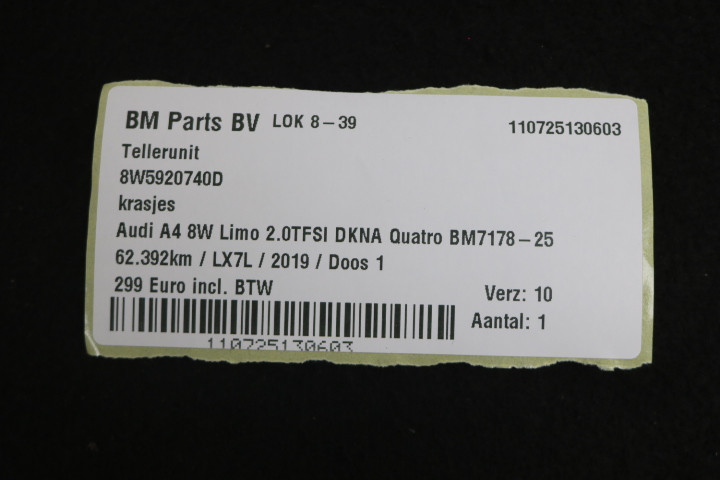 BM Parts BV LOK 8-39 110725130603
Tellerunit
8W5920740D
krasjes
Audi A4 8W Limo 2.0TFSI DKNA Quatro BM7178-25
62.392km / LX7L / 2019 / Doos 1
299 Euro incl. BTW Verz: 10
Aantal: 1
110725130603